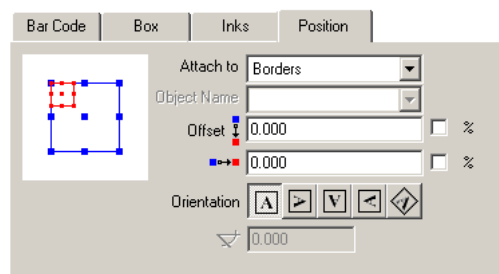 Bar Code Box Inks Position
Attach to Borders
Object Name
Offset 0.000 %
0.000 %
Orientation A A V A A
0.000